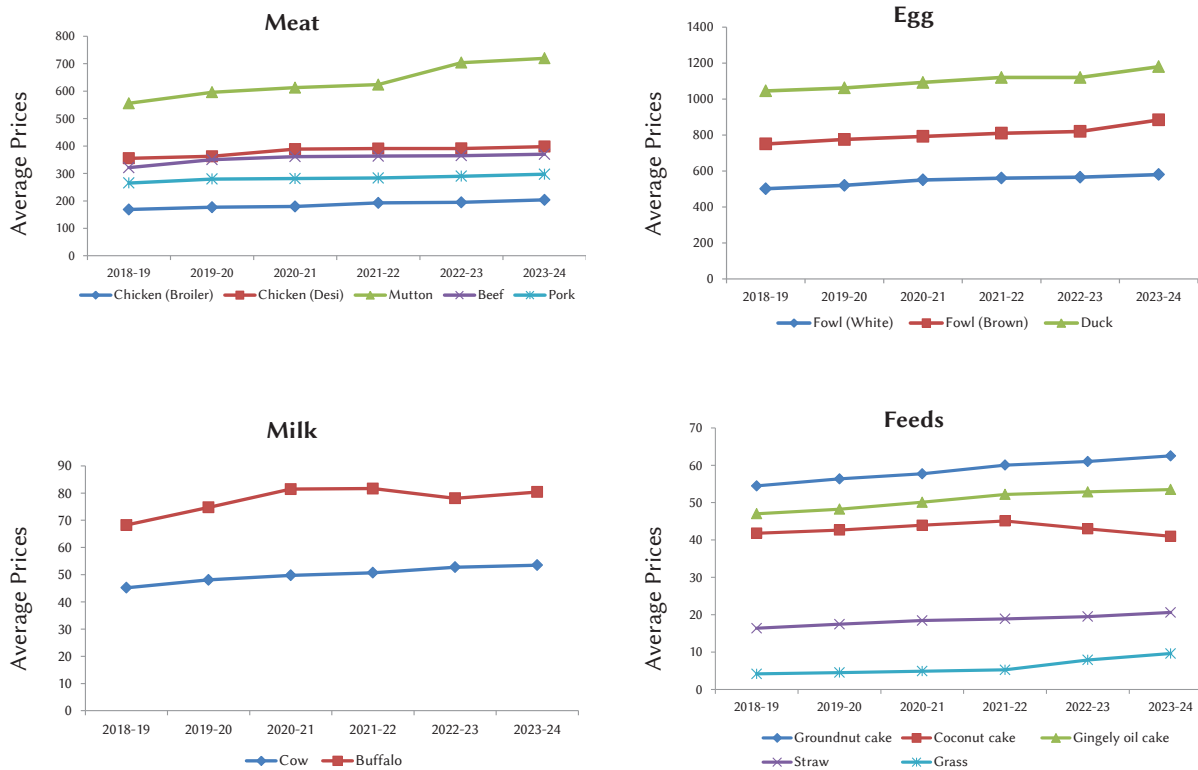 Meat
Average Prices
800
700
600
500
400
300
200
100
0
2018-19 2019-20 2020-21 2021-22 2022-23 2023-24
Chicken (Broiler) Chicken (Desi) Mutton Beef Pork
Egg
Average Prices
1400
1200
1000
800
600
400
200
0
2018-19 2019-20 2020-21 2021-22 2022-23 2023-24
Fowl (White) Fowl (Brown) Duck
Milk
Average Prices
90
80
70
60
50
40
30
20
10
0
2018-19 2019-20 2020-21 2021-22 2022-23 2023-24
Cow Buffalo
Feeds
Average Prices
70
60
50
40
30
20
10
0
2018-19 2019-20 2020-21 2021-22 2022-23 2023-24
Groundnut cake Coconut cake Gingely oil cake
Straw Grass